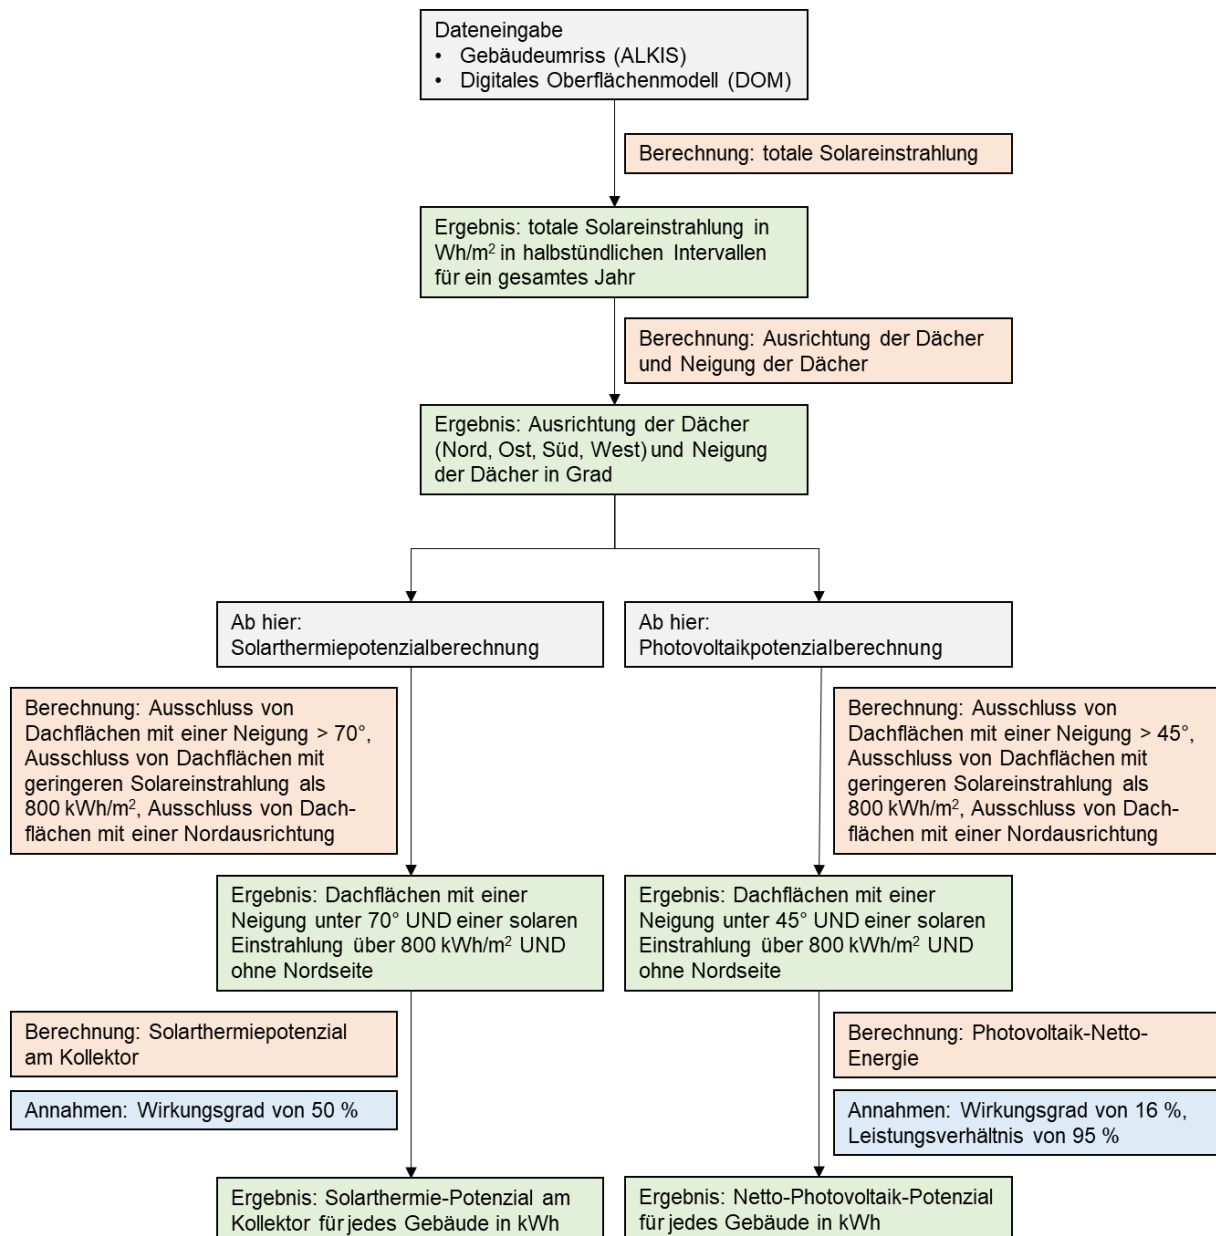 Dateneingabe
• Gebäudeumriss (ALKIS)
• Digitales Oberflächenmodell (DOM)
Berechnung: totale Solareinstrahlung
Ergebnis: totale Solareinstrahlung in
Wh/m² in halbstündlichen Intervallen
für ein gesamtes Jahr
Berechnung: Ausrichtung der Dächer
und Neigung der Dächer
Ergebnis: Ausrichtung der Dächer
(Nord, Ost, Süd, West) und Neigung
der Dächer in Grad
Ab hier:
Solarthermiepotenzialberechnung
Ab hier:
Photovoltaikpotenzialberechnung
Berechnung: Ausschluss von
Dachflächen mit einer Neigung > 70°,
Ausschluss von Dachflächen mit
geringeren Solareinstrahlung als
800 kWh/m², Ausschluss von Dach-
flächen mit einer Nordausrichtung
Berechnung: Ausschluss von
Dachflächen mit einer Neigung > 45°,
Ausschluss von Dachflächen mit
geringeren Solareinstrahlung als
800 kWh/m², Ausschluss von Dach-
flächen mit einer Nordausrichtung
Ergebnis: Dachflächen mit einer
Neigung unter 70° UND einer solaren
Einstrahlung über 800 kWh/m² UND
ohne Nordseite
Ergebnis: Dachflächen mit einer
Neigung unter 45° UND einer solaren
Einstrahlung über 800 kWh/m² UND
ohne Nordseite
Berechnung: Solarthermiepotenzial
am Kollektor
Annahmen: Wirkungsgrad von 50 %
Berechnung: Photovoltaik-Netto-
Energie
Annahmen: Wirkungsgrad von 16 %,
Leistungsverhältnis von 95 %
Ergebnis: Solarthermie-Potenzial am
Kollektor für jedes Gebäude in kWh
Ergebnis: Netto-Photovoltaik-Potenzial
für jedes Gebäude in kWh